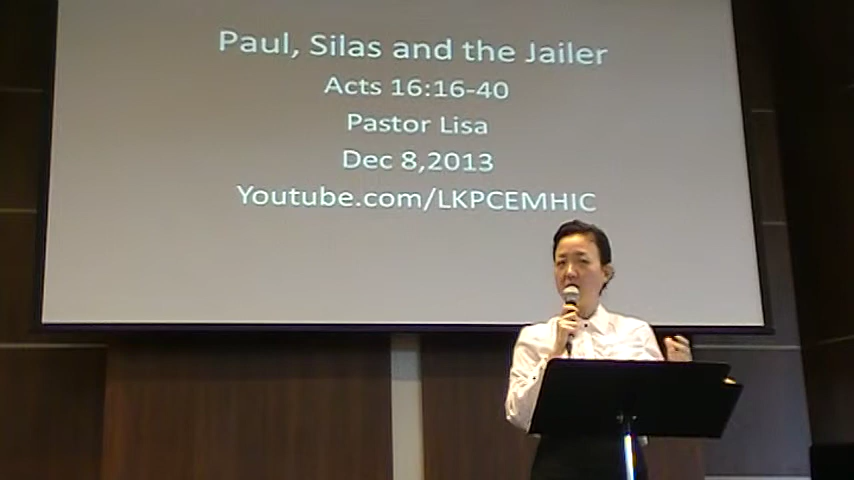 Paul, Silas and the Jailer
Acts 16:16-40
Pastor Lisa
Dec 8,2013
Youtube.com/LKPCEMHIC